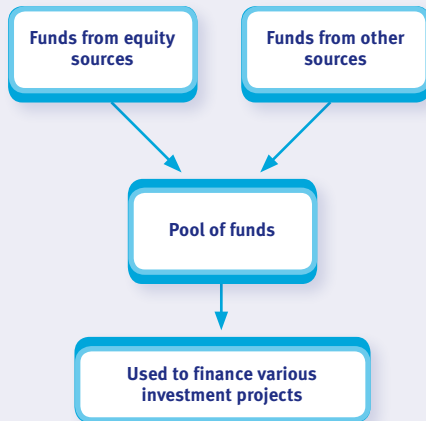 Funds from equity
sources
Funds from other
sources
Pool of funds
Used to finance various
investment projects